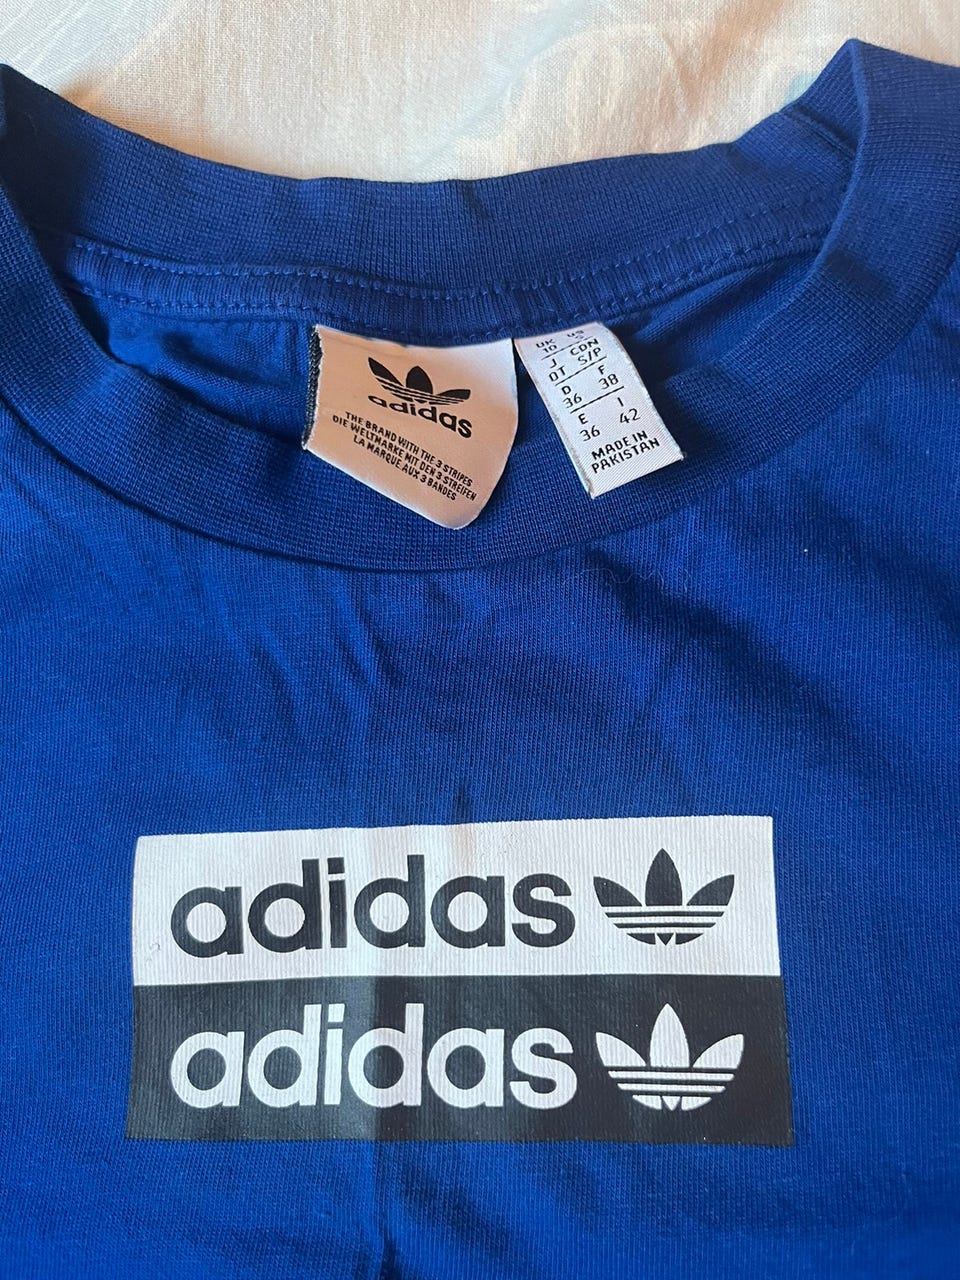 adidas
THE BRAND WITH THE 3 STRIPES
DIE WELTMARKE MIT DEN 3 STREIFEN
LA MARQUE AUX 3 BANDES
UK US
10 S
J CDN
OT S/P
D F
36 38
E I
36 42
MADE IN
PAKISTAN
adidas
adidas